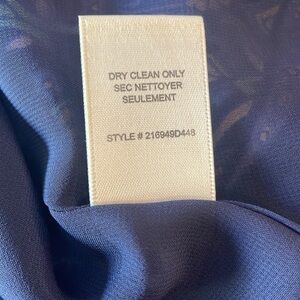 DRY CLEAN ONLY
SEC NETTOYER
SEULEMENT
STYLE # 216949D448